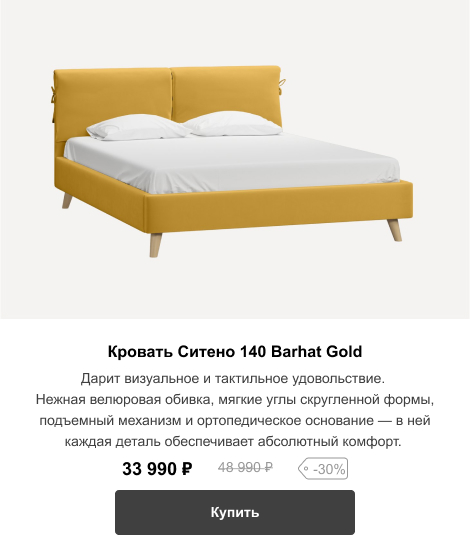 Кровать Ситено 140 Barhat Gold
Дарит визуальное и тактильное удовольствие.
Нежная велюровая обивка, мягкие углы скругленной формы,
подъемный механизм и ортопедическое основание — в ней
каждая деталь обеспечивает абсолютный комфорт.
33 990 ₽ 48 990 ₽ -30%
Купить